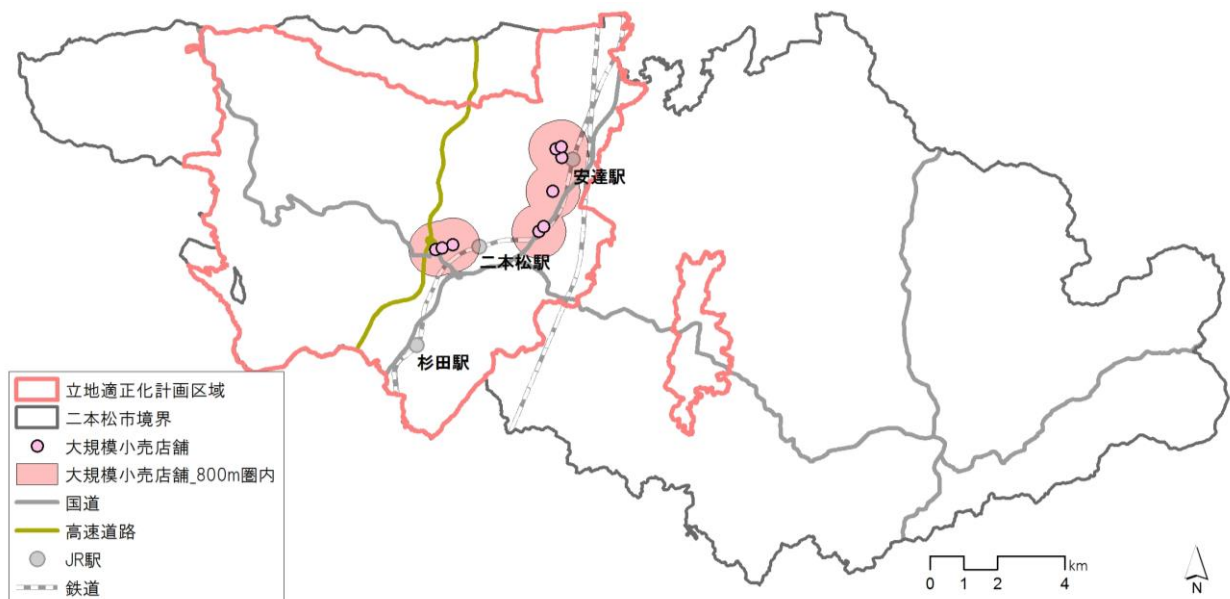 安達駅
二本松駅
杉田駅
立地適正化計画区域
二本松市境界
大規模小売店舗
大規模小売店舗_800m圏内
国道
高速道路
JR駅
鉄道
km
0 1 2 4
N